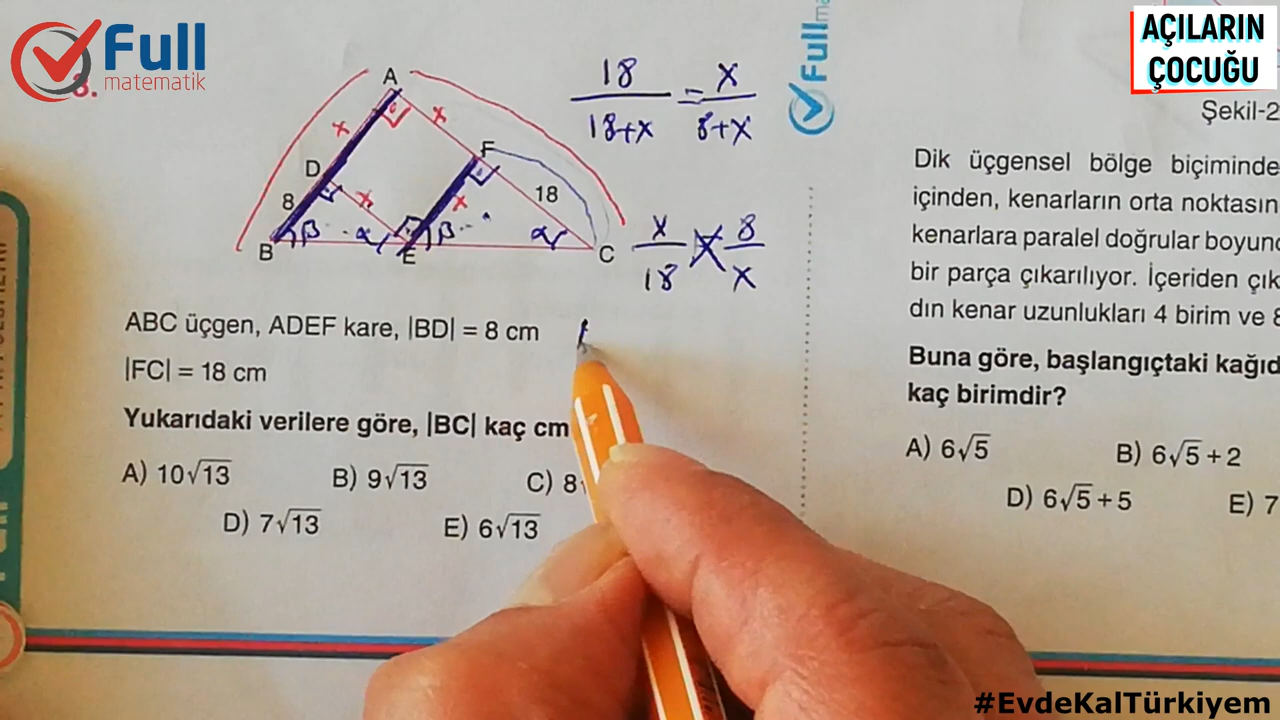 Full
matematik
AÇILARIN
ÇOCUĞU
8.
A
x
x
D
F
8
x
x
18
B
β
α
E
β
α
C
18/18+x = x/8+x
x/18 = 8/x
ABC üçgen, ADEF kare, |BD| = 8 cm
|FC| = 18 cm
Yukarıdaki verilere göre, |BC| kaç cm
A) 10√13
B) 9√13
C) 8
D) 7√13
E) 6√13
Full
Şekil-2
Dik üçgensel bölge biçiminde
içinden, kenarların orta noktasın
kenarlara paralel doğrular boyunc
bir parça çıkarılıyor. İçeriden çık
dın kenar uzunlukları 4 birim ve 8
Buna göre, başlangıçtaki kağıd
kaç birimdir?
A) 6√5
B) 6√5 + 2
D) 6√5 + 5
E) 7
#EvdeKalTürkiyem